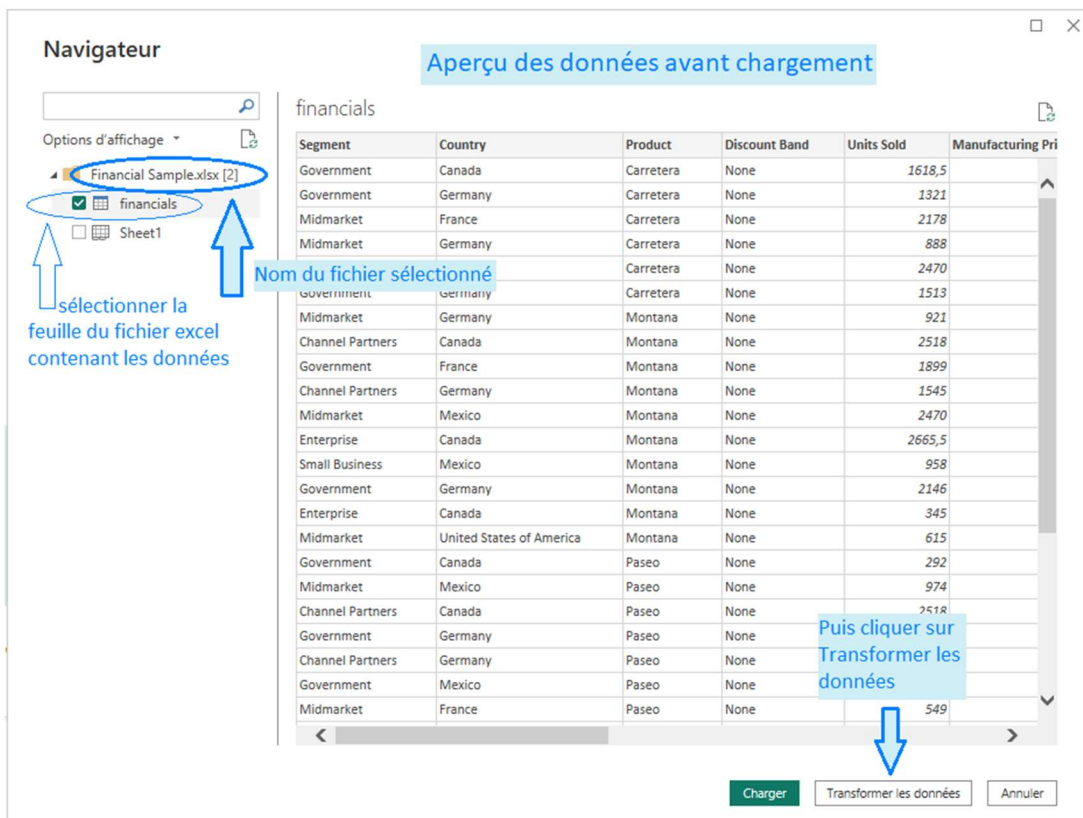 Navigateur
Aperçu des données avant chargement
Options d'affichage
Financial Sample.xlsx [2]
financials
Sheet1
Nom du fichier sélectionné
sélectionner la
feuille du fichier excel
contenant les données
financials
Segment Country Product Discount Band Units Sold Manufacturing Pri
Government Canada Carretera None 1618,5
Government Germany Carretera None 1321
Midmarket France Carretera None 2178
Midmarket Germany Carretera None 888
Carretera None 2470
Government Germany Carretera None 1513
Midmarket Germany Montana None 921
Channel Partners Canada Montana None 2518
Government France Montana None 1899
Channel Partners Germany Montana None 1545
Midmarket Mexico Montana None 2470
Enterprise Canada Montana None 2665,5
Small Business Mexico Montana None 958
Government Germany Montana None 2146
Enterprise Canada Montana None 345
Midmarket United States of America Montana None 615
Government Canada Paseo None 292
Midmarket Mexico Paseo None 974
Channel Partners Canada Paseo None 2518
Government Germany Paseo None
Channel Partners Germany Paseo None
Government Mexico Paseo None
Midmarket France Paseo None 549
Puis cliquer sur
Transformer les
données
Charger Transformer les données Annuler